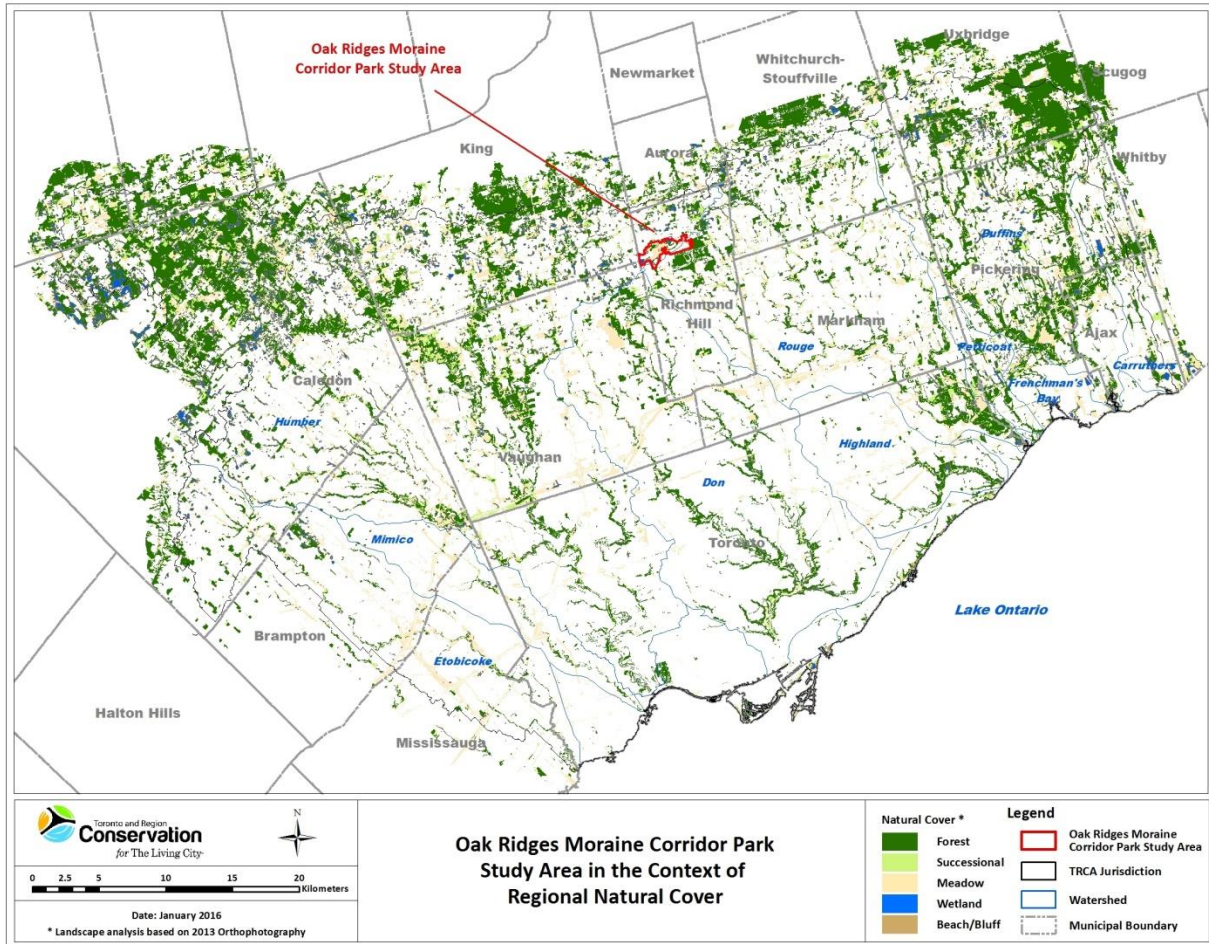 Oak Ridges Moraine
Corridor Park Study Area
Uxbridge
Whitchurch-
Stouffville
Newmarket
Scugog
King
Aurora
Whitby
Duffins
Pickering
Richmond
Hill
Markham
Rouge
Petticoat
Ajax
Carruthers
Frenchman's
Bay
Caledon
Humber
Vaughan
Highland
Don
Mimico
Toronto
Lake Ontario
Brampton
Etobicoke
Halton Hills
Mississauga
Toronto and Region
Conservation
for The Living City·
N
0 2.5 5 10 15 20
Kilometers
Date: January 2016
* Landscape analysis based on 2013 Orthophotography
Oak Ridges Moraine Corridor Park
Study Area in the Context of
Regional Natural Cover
Legend
Natural Cover *
Forest
Successional
Meadow
Wetland
Beach/Bluff
Oak Ridges Moraine
Corridor Park Study Area
TRCA Jurisdiction
Watershed
Municipal Boundary